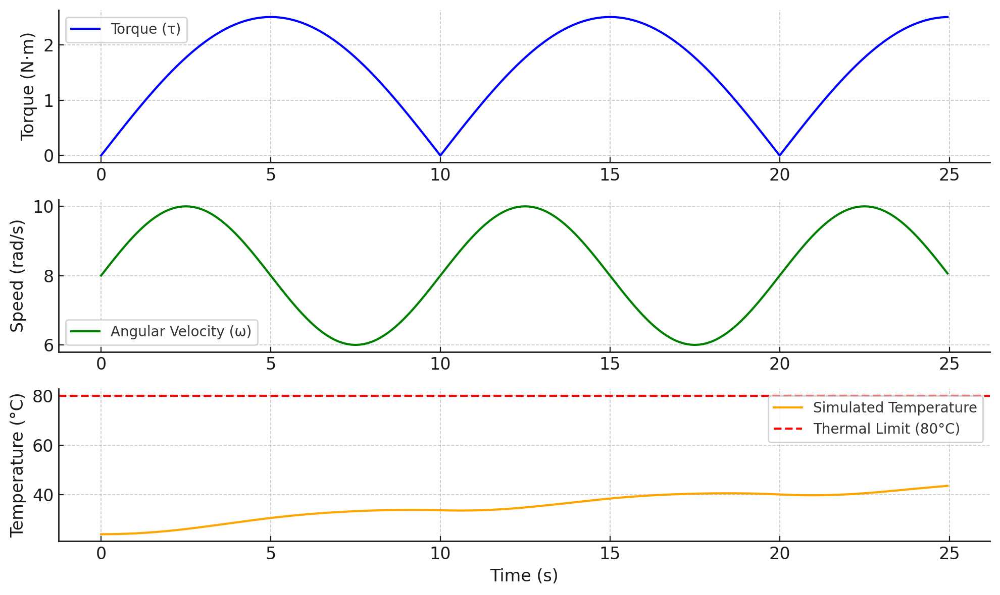 Torque (N·m)
2
1
0
Torque (τ)
0 5 10 15 20 25
Speed (rad/s)
10
8
6
Angular Velocity (ω)
0 5 10 15 20 25
Temperature (°C)
80
60
40
Simulated Temperature
Thermal Limit (80°C)
0 5 10 15 20 25
Time (s)